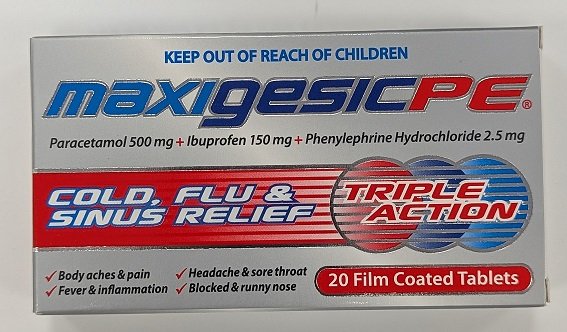 KEEP OUT OF REACH OF CHILDREN
maxigesicPE®
Paracetamol 500 mg + Ibuprofen 150 mg + Phenylephrine Hydrochloride 2.5 mg
COLD, FLU &
SINUS RELIEF
TRIPLE
ACTION
✓ Body aches & pain ✓ Headache & sore throat
✓ Fever & inflammation ✓ Blocked & runny nose
20 Film Coated Tablets